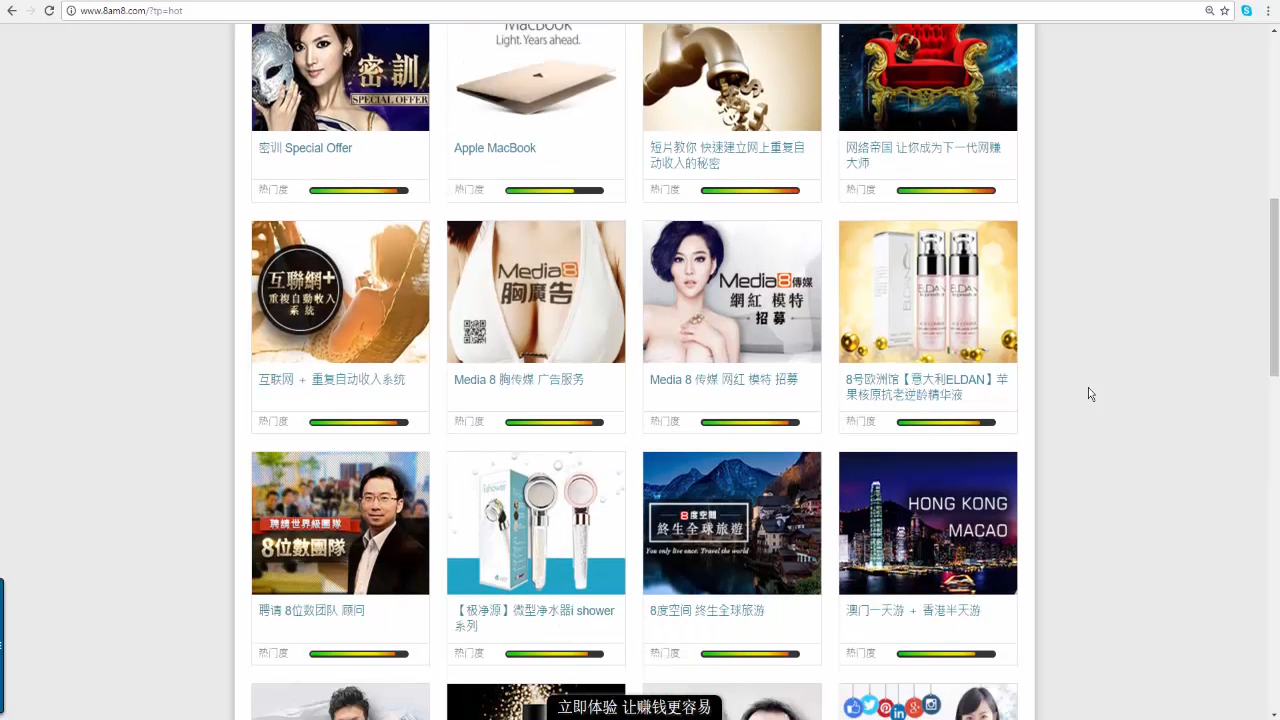 www.8am8.com/?tp=hot
密訓
SPECIAL OFFER
MacBook
Light. Years ahead.
密训 Special Offer
Apple MacBook
短片教你 快速建立网上重复自
动收入的秘密
网络帝国 让你成为下一代网赚
大师
热门度
热门度
热门度
热门度
互聯網+
重複自動收入
系統
Media8
胸廣告
Media8傳媒
網紅 模特
招募
ELDAN
互联网 + 重复自动收入系统
Media 8 胸传媒 广告服务
Media 8 传媒 网红 模特 招募
8号欧洲馆【意大利ELDAN】苹
果核原抗老逆龄精华液
热门度
热门度
热门度
热门度
聘請世界級團隊
8位數團隊
i shower
8度空間
終生全球旅遊
You only live once. Travel the world
HONG KONG
MACAO
聘请 8位数团队 顾问
【极净源】微型净水器i shower
系列
8度空间 终生全球旅游
澳门一天游 + 香港半天游
热门度
热门度
热门度
热门度
立即体验 让赚钱更容易